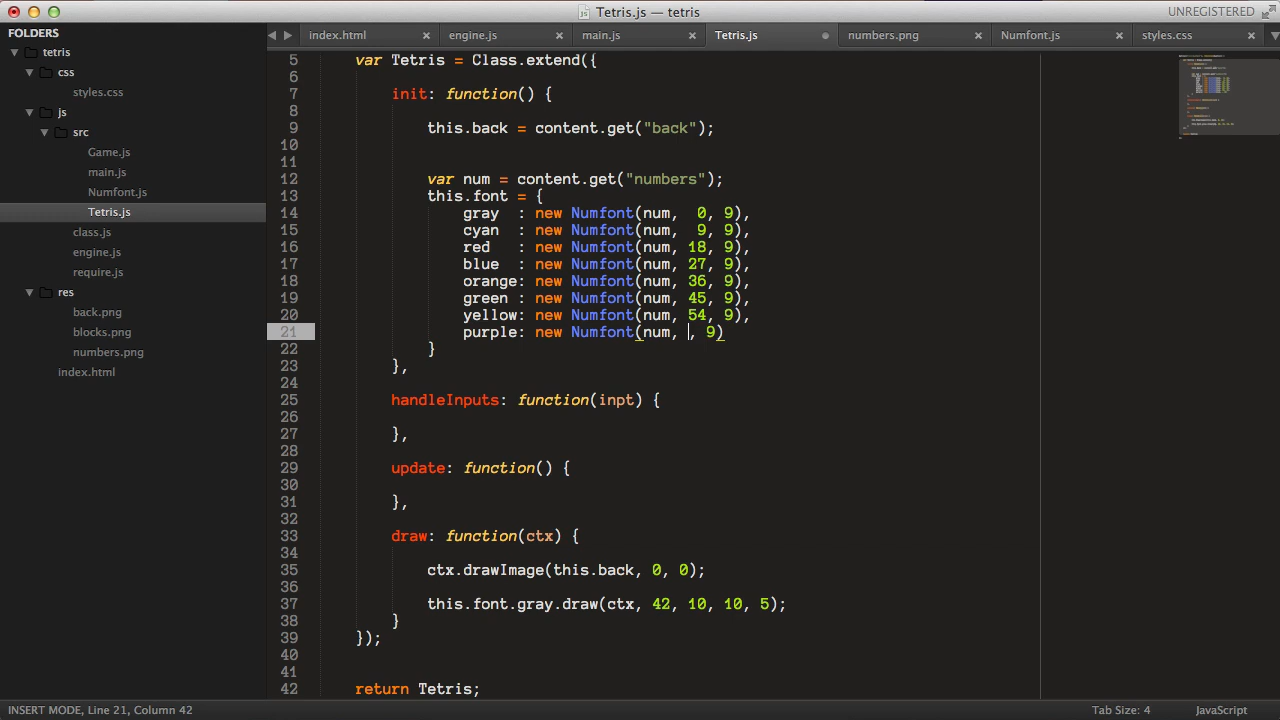 Tetris.js — tetris
UNREGISTERED
FOLDERS
tetris
css
styles.css
js
src
Game.js
main.js
Numfont.js
Tetris.js
class.js
engine.js
require.js
res
back.png
blocks.png
numbers.png
index.html
index.html × engine.js × main.js × Tetris.js numbers.png × Numfont.js × styles.css ×
5 var Tetris = Class.extend({
6
7 init: function() {
8
9 this.back = content.get("back");
10
11
12 var num = content.get("numbers");
13 this.font = {
14 gray  : new Numfont(num,  0, 9),
15 cyan  : new Numfont(num,  9, 9),
16 red   : new Numfont(num, 18, 9),
17 blue  : new Numfont(num, 27, 9),
18 orange: new Numfont(num, 36, 9),
19 green : new Numfont(num, 45, 9),
20 yellow: new Numfont(num, 54, 9),
21 purple: new Numfont(num, , 9)
22 }
23 },
24
25 handleInputs: function(inpt) {
26
27 },
28
29 update: function() {
30
31 },
32
33 draw: function(ctx) {
34
35 ctx.drawImage(this.back, 0, 0);
36
37 this.font.gray.draw(ctx, 42, 10, 10, 5);
38 }
39 });
40
41
42 return Tetris;
INSERT MODE, Line 21, Column 42
Tab Size: 4
JavaScript